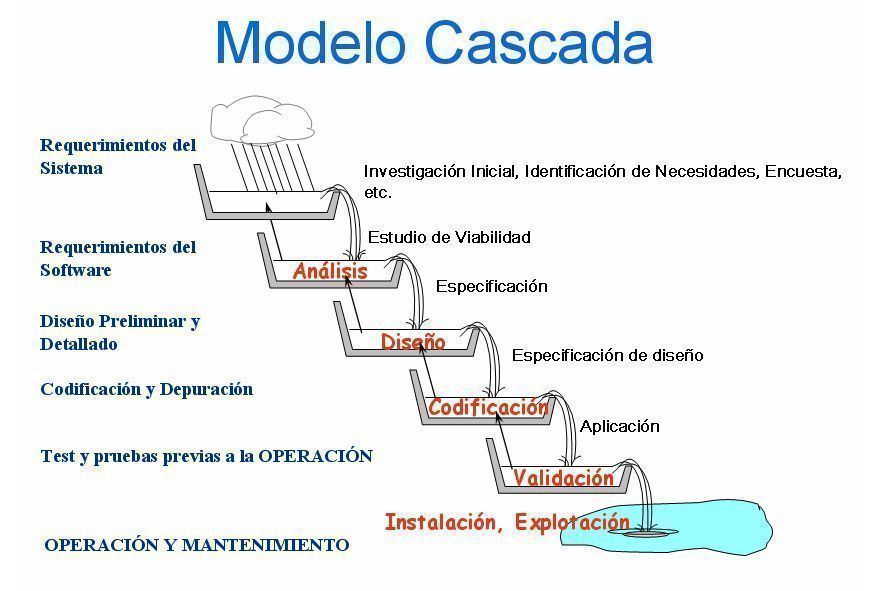 Modelo Cascada
Requerimientos del
Sistema
Investigación Inicial, Identificación de Necesidades, Encuesta,
etc.
Estudio de Viabilidad
Requerimientos del
Software
Análisis
Especificación
Diseño Preliminar y
Detallado
Diseño
Especificación de diseño
Codificación y Depuración
Codificación
Aplicación
Test y pruebas previas a la OPERACIÓN
Validación
Instalación, Explotación
OPERACIÓN Y MANTENIMIENTO